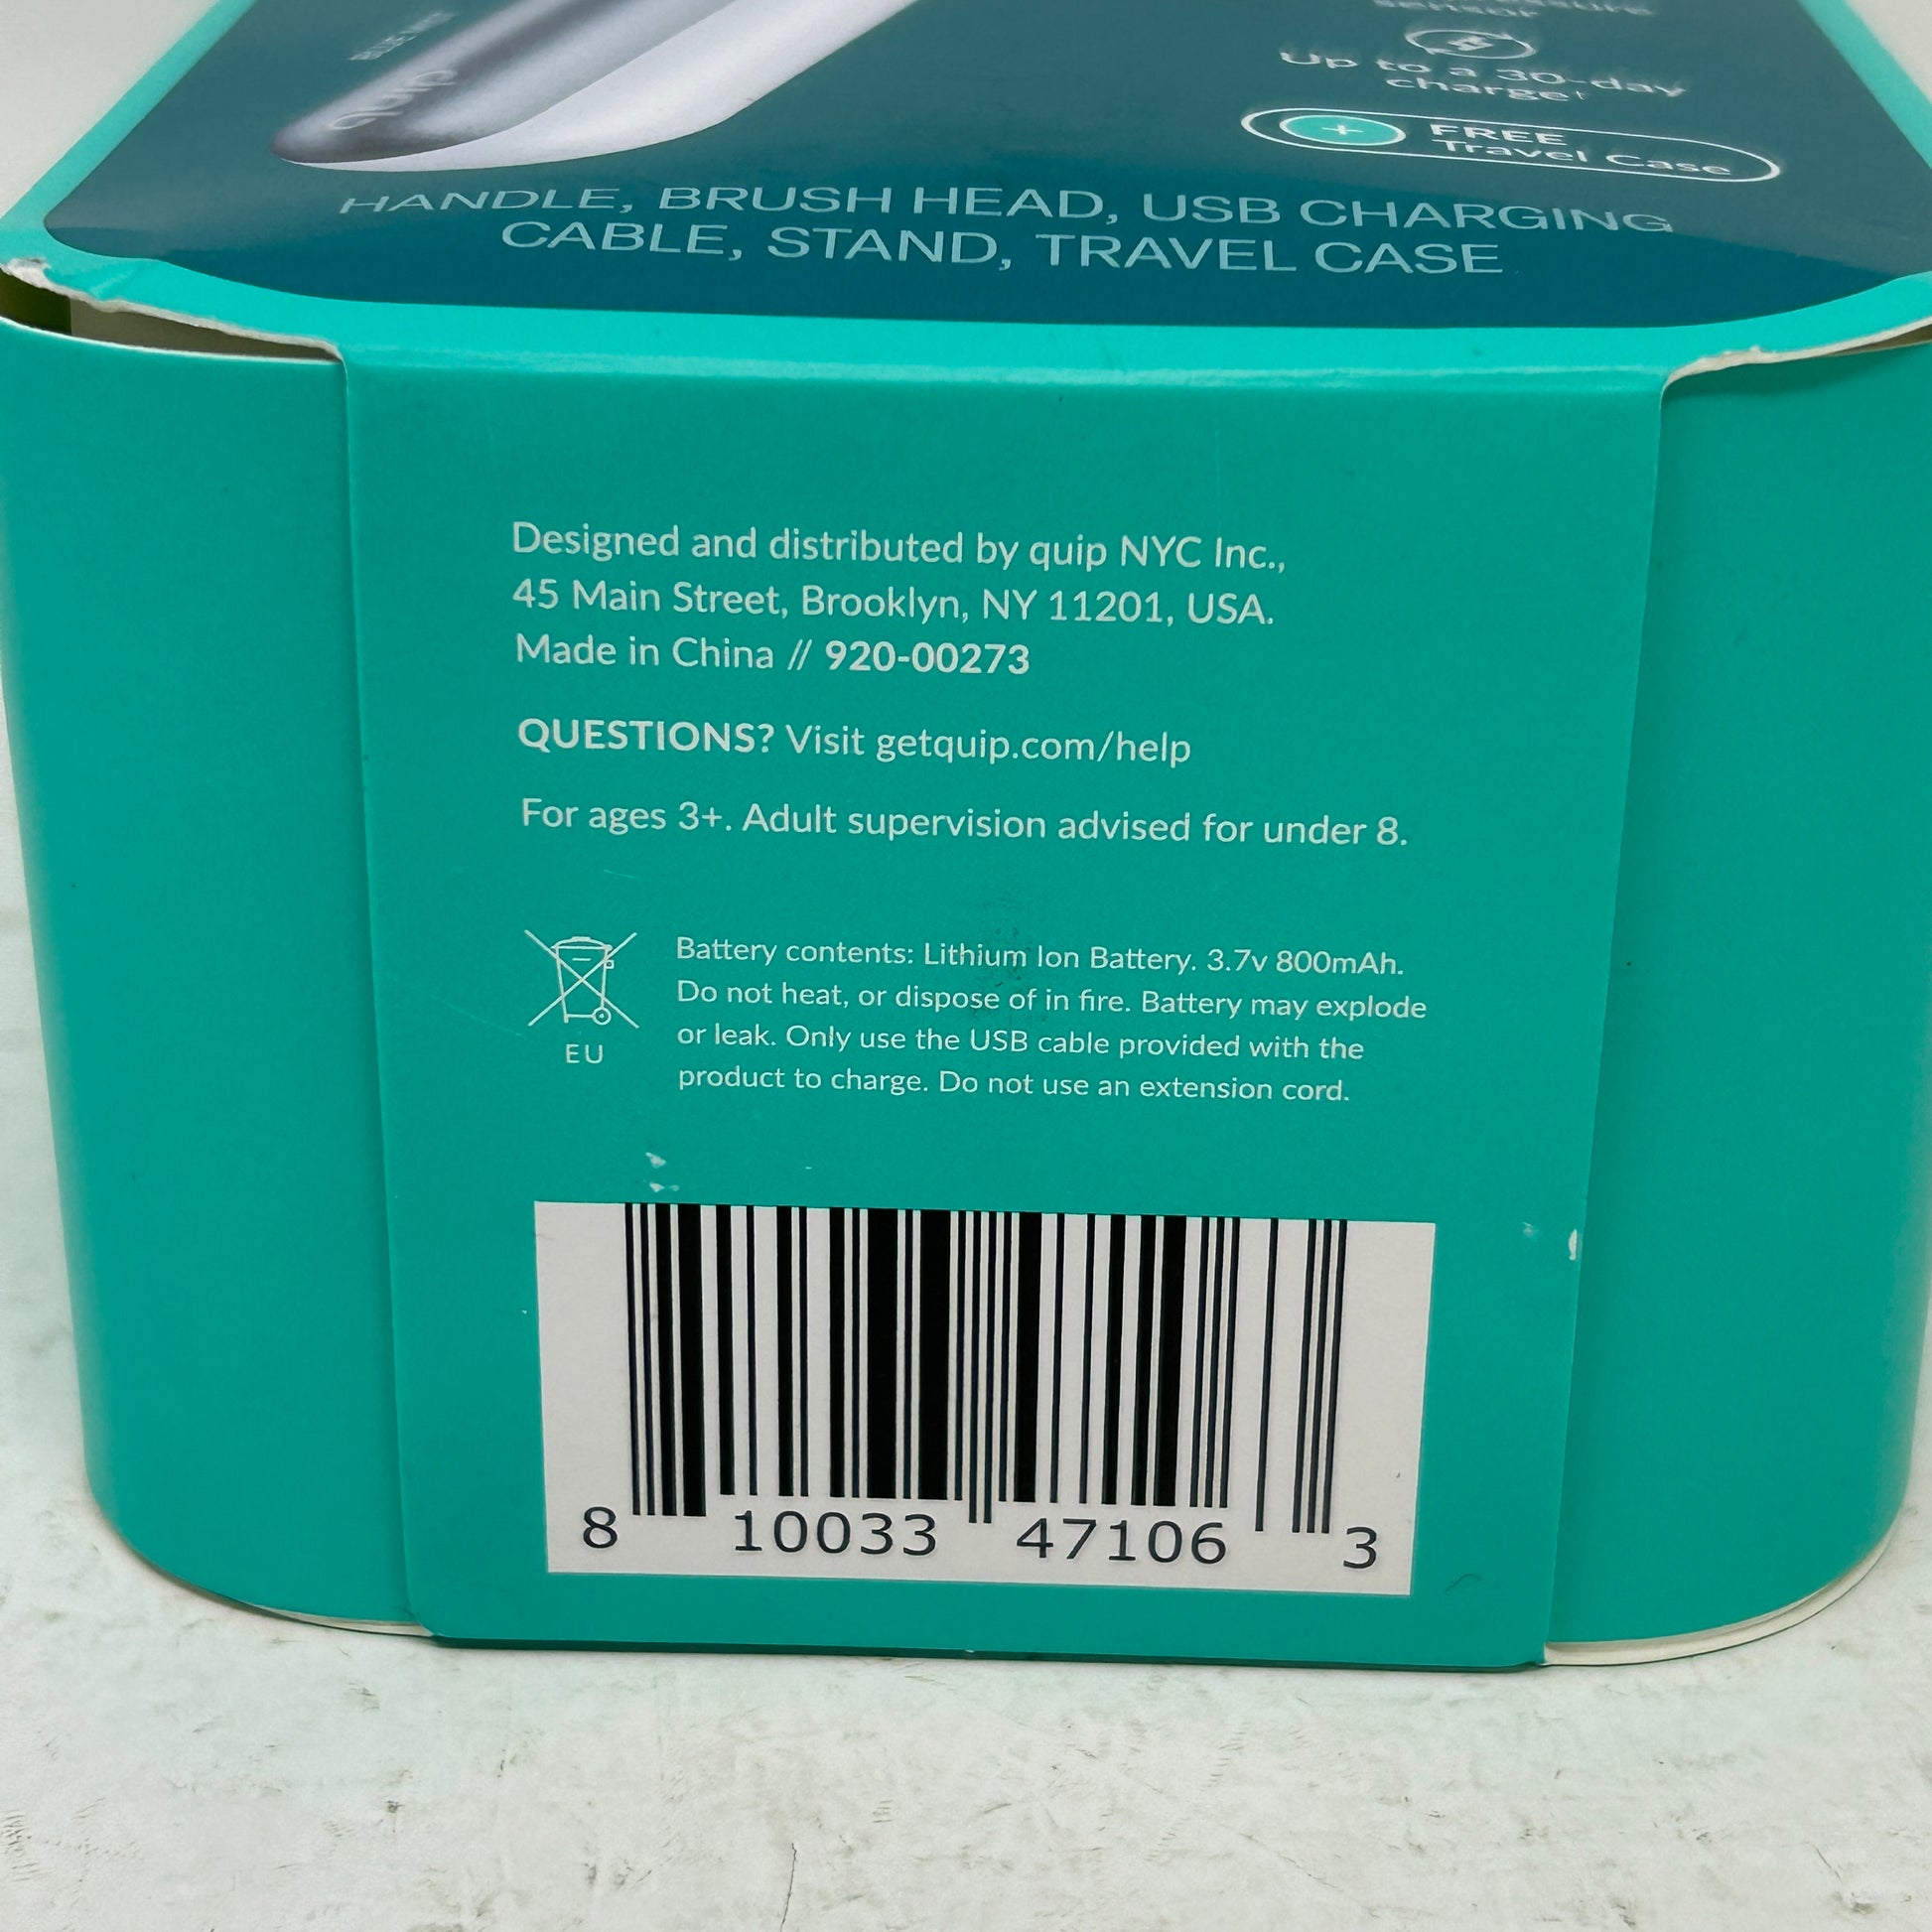 quip
sensor
Up to a 30-day
charge†
+ FREE
Travel Case
HANDLE, BRUSH HEAD, USB CHARGING
CABLE, STAND, TRAVEL CASE
Designed and distributed by quip NYC Inc.,
45 Main Street, Brooklyn, NY 11201, USA.
Made in China // 920-00273
QUESTIONS? Visit getquip.com/help
For ages 3+. Adult supervision advised for under 8.
Battery contents: Lithium Ion Battery. 3.7v 800mAh.
Do not heat, or dispose of in fire. Battery may explode
or leak. Only use the USB cable provided with the
product to charge. Do not use an extension cord.
EU
8 10033 47106 3